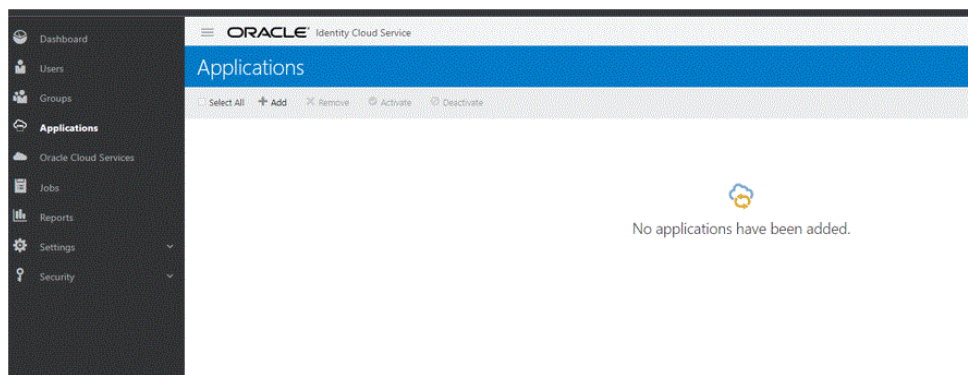 Dashboard
Users
Groups
Applications
Oracle Cloud Services
Jobs
Reports
Settings
Security
ORACLE® Identity Cloud Service
Applications
Select All Add Remove Activate Deactivate
No applications have been added.